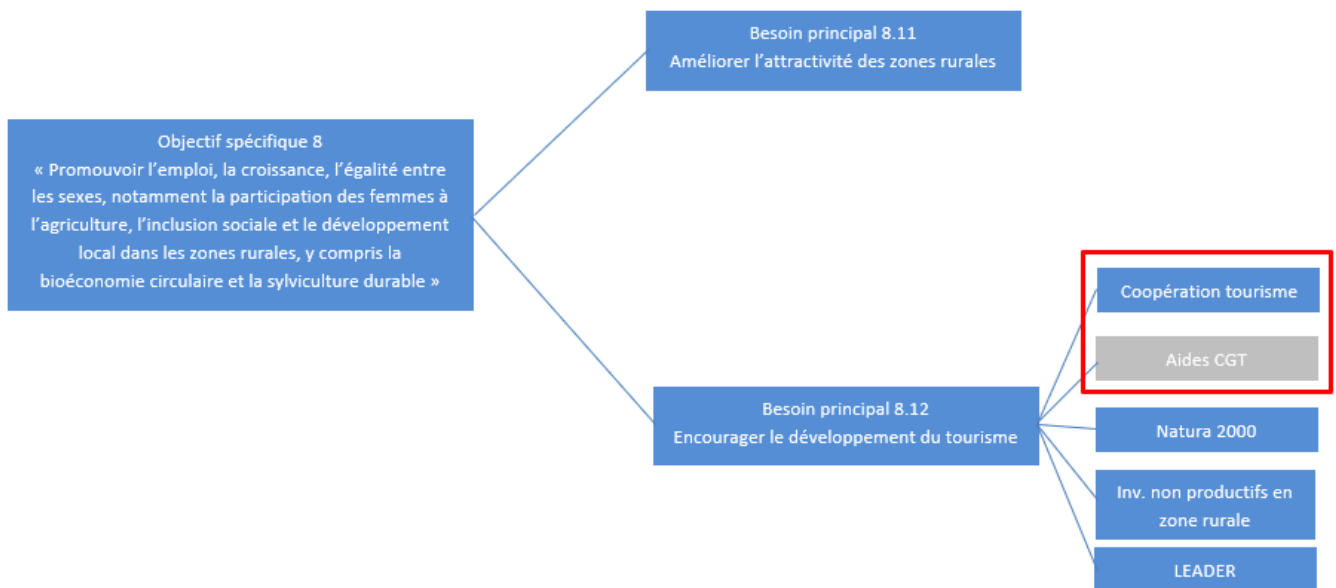 Besoin principal 8.11
Améliorer l’attractivité des zones rurales
Objectif spécifique 8
« Promouvoir l’emploi, la croissance, l’égalité entre
les sexes, notamment la participation des femmes à
l’agriculture, l’inclusion sociale et le développement
local dans les zones rurales, y compris la
bioéconomie circulaire et la sylviculture durable »
Besoin principal 8.12
Encourager le développement du tourisme
Coopération tourisme
Aides CGT
Natura 2000
Inv. non productifs en
zone rurale
LEADER